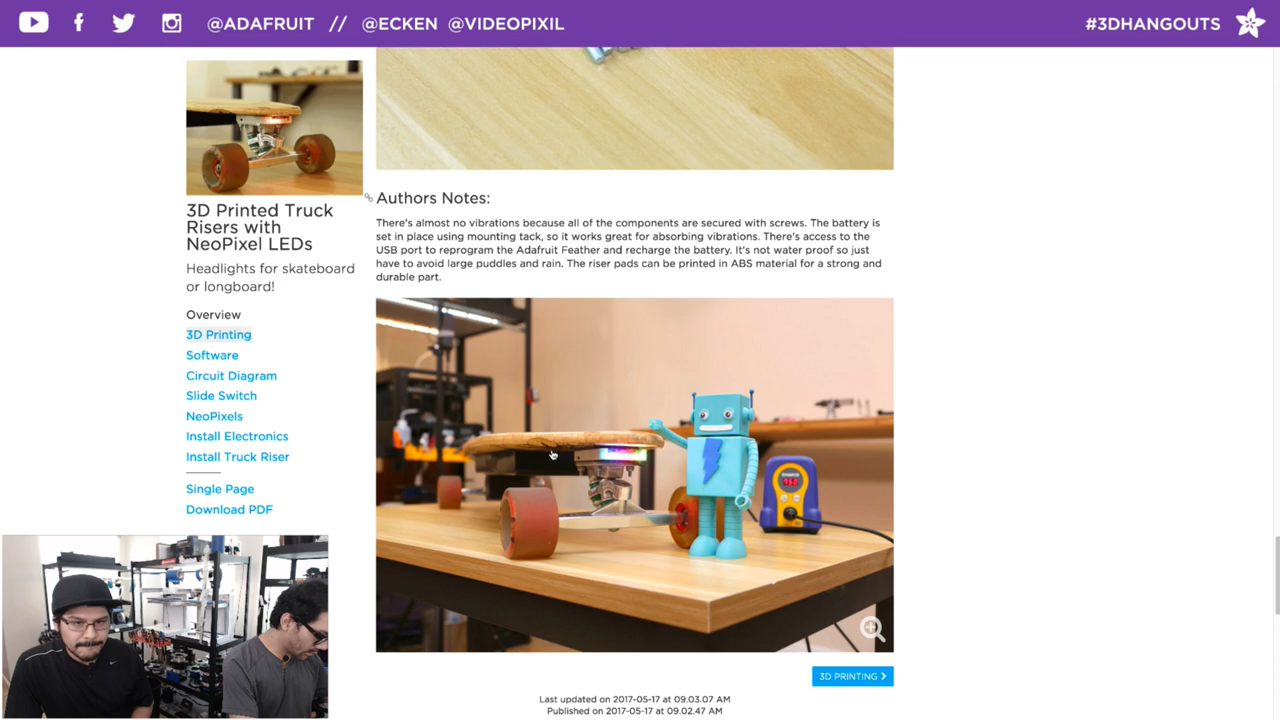 @ADAFRUIT // @ECKEN @VIDEOPIXIL
#3DHANGOUTS
3D Printed Truck
Risers with
NeoPixel LEDs
Headlights for skateboard
or longboard!
Overview
3D Printing
Software
Circuit Diagram
Slide Switch
NeoPixels
Install Electronics
Install Truck Riser
Single Page
Download PDF
Authors Notes:
There's almost no vibrations because all of the components are secured with screws. The battery is
set in place using mounting tack, so it works great for absorbing vibrations. There's access to the
USB port to reprogram the Adafruit Feather and recharge the battery. It's not water proof so just
have to avoid large puddles and rain. The riser pads can be printed in ABS material for a strong and
durable part.
3D PRINTING
Last updated on 2017-05-17 at 09.03.07 AM
Published on 2017-05-17 at 09.02.47 AM